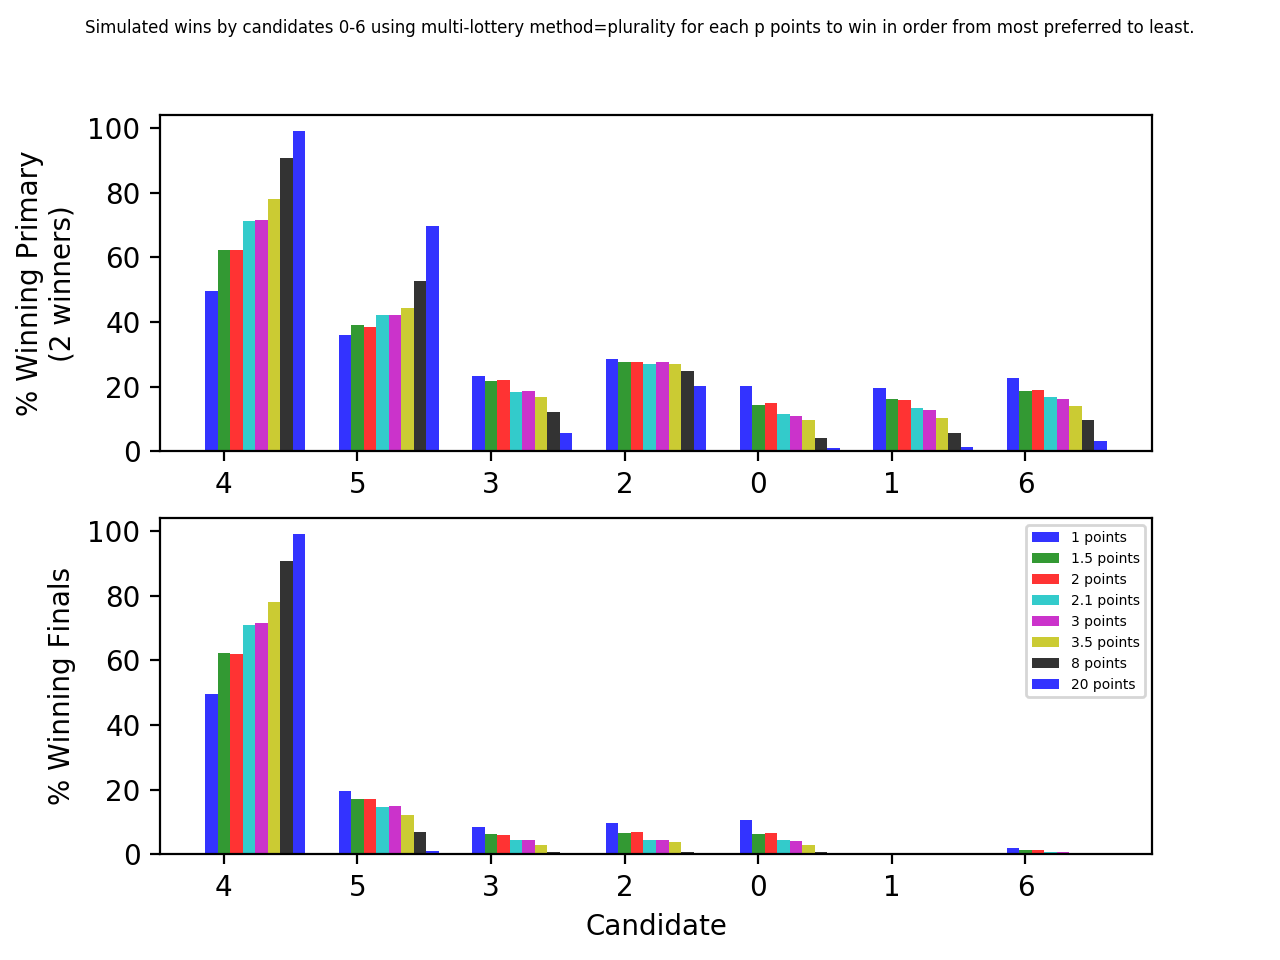 Simulated wins by candidates 0-6 using multi-lottery method=plurality for each p points to win in order from most preferred to least.
% Winning Primary
(2 winners)
100
80
60
40
20
0
4 5 3 2 0 1 6
% Winning Finals
100
80
60
40
20
0
1 points
1.5 points
2 points
2.1 points
3 points
3.5 points
8 points
20 points
4 5 3 2 0 1 6
Candidate